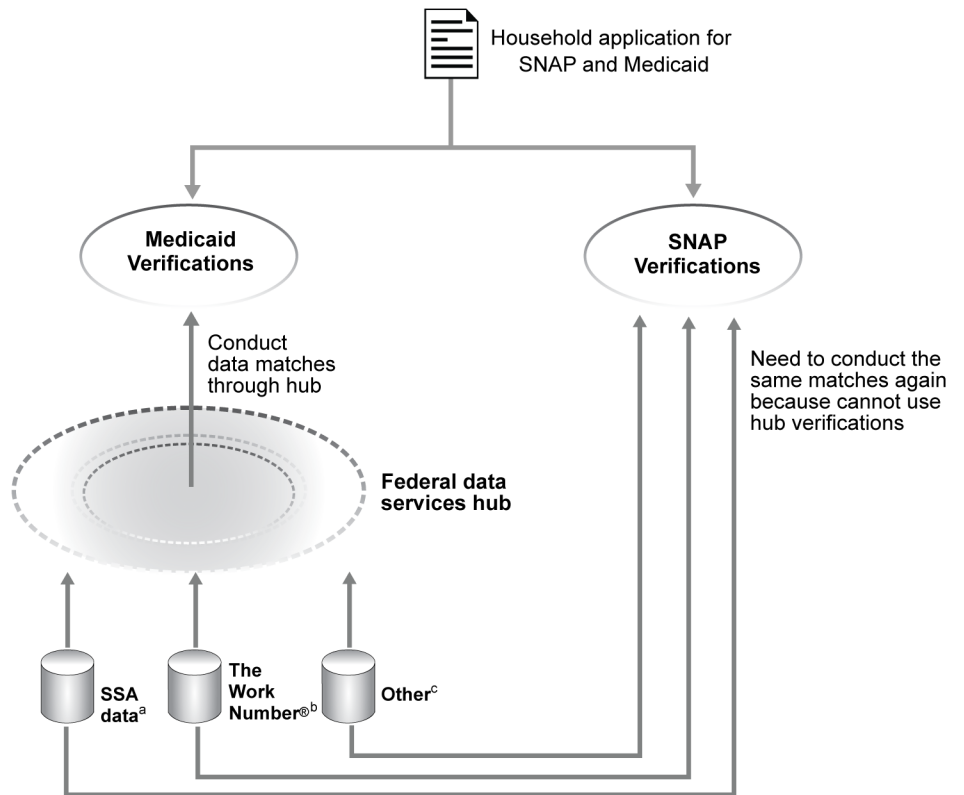 Household application for
SNAP and Medicaid
Medicaid
Verifications
SNAP
Verifications
Conduct
data matches
through hub
Need to conduct the
same matches again
because cannot use
hub verifications
Federal data
services hub
SSA
dataᵃ
The
Work
Number®ᵇ
Otherᶜ